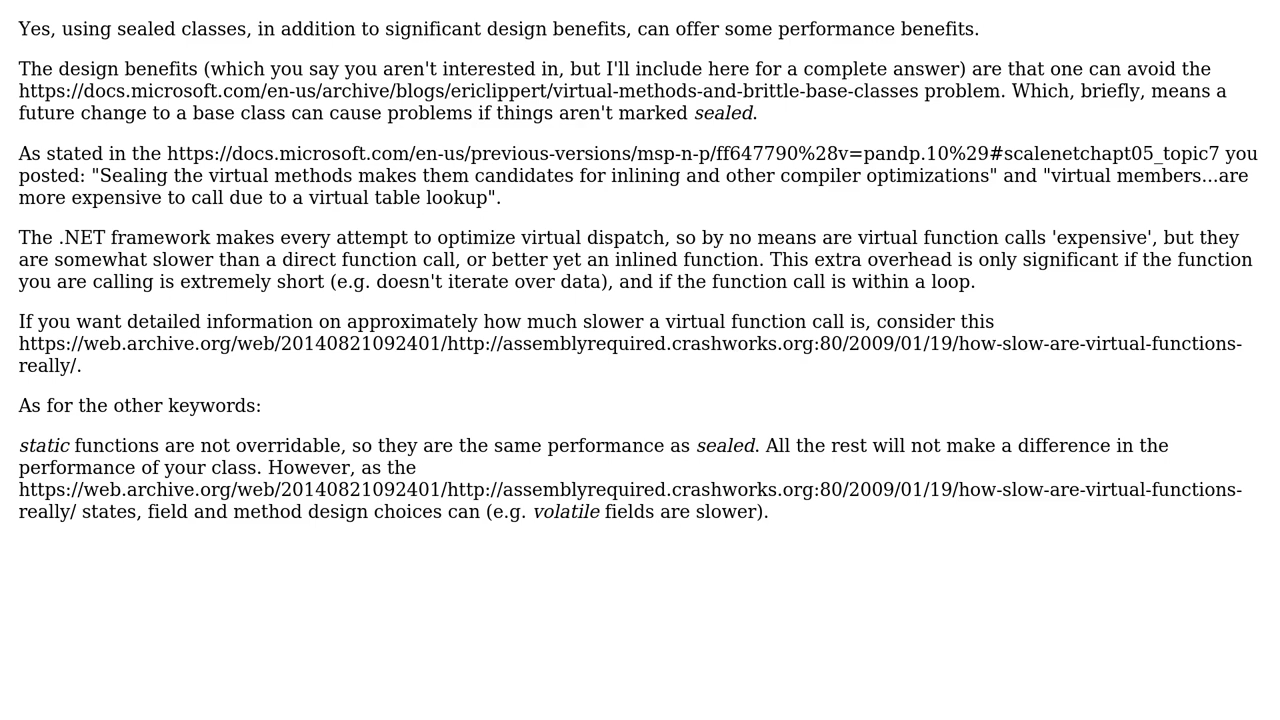 Yes, using sealed classes, in addition to significant design benefits, can offer some performance benefits.
The design benefits (which you say you aren't interested in, but I'll include here for a complete answer) are that one can avoid the
https://docs.microsoft.com/en-us/archive/blogs/ericlippert/virtual-methods-and-brittle-base-classes problem. Which, briefly, means a
future change to a base class can cause problems if things aren't marked sealed.
As stated in the https://docs.microsoft.com/en-us/previous-versions/msp-n-p/ff647790%28v=pandp.10%29#scalenetchapt05_topic7 you
posted: "Sealing the virtual methods makes them candidates for inlining and other compiler optimizations" and "virtual members...are
more expensive to call due to a virtual table lookup".
The .NET framework makes every attempt to optimize virtual dispatch, so by no means are virtual function calls 'expensive', but they
are somewhat slower than a direct function call, or better yet an inlined function. This extra overhead is only significant if the function
you are calling is extremely short (e.g. doesn't iterate over data), and if the function call is within a loop.
If you want detailed information on approximately how much slower a virtual function call is, consider this
https://web.archive.org/web/20140821092401/http://assemblyrequired.crashworks.org:80/2009/01/19/how-slow-are-virtual-functions-
really/.
As for the other keywords:
static functions are not overridable, so they are the same performance as sealed. All the rest will not make a difference in the
performance of your class. However, as the
https://web.archive.org/web/20140821092401/http://assemblyrequired.crashworks.org:80/2009/01/19/how-slow-are-virtual-functions-
really/ states, field and method design choices can (e.g. volatile fields are slower).